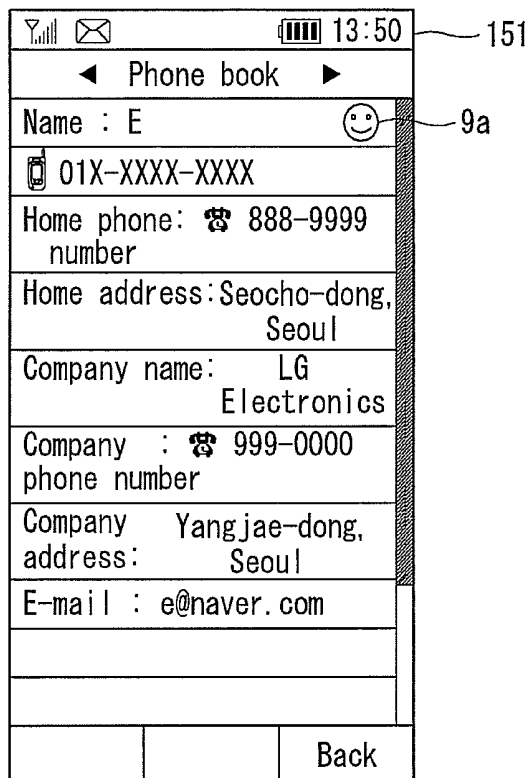 13:50
151
◀ Phone book ▶
Name : E
9a
01X-XXXX-XXXX
Home phone: ☎ 888-9999
number
Home address:Seocho-dong,
Seoul
Company name: LG
Electronics
Company : ☎ 999-0000
phone number
Company Yangjae-dong,
address: Seoul
E-mail : e@naver.com
Back